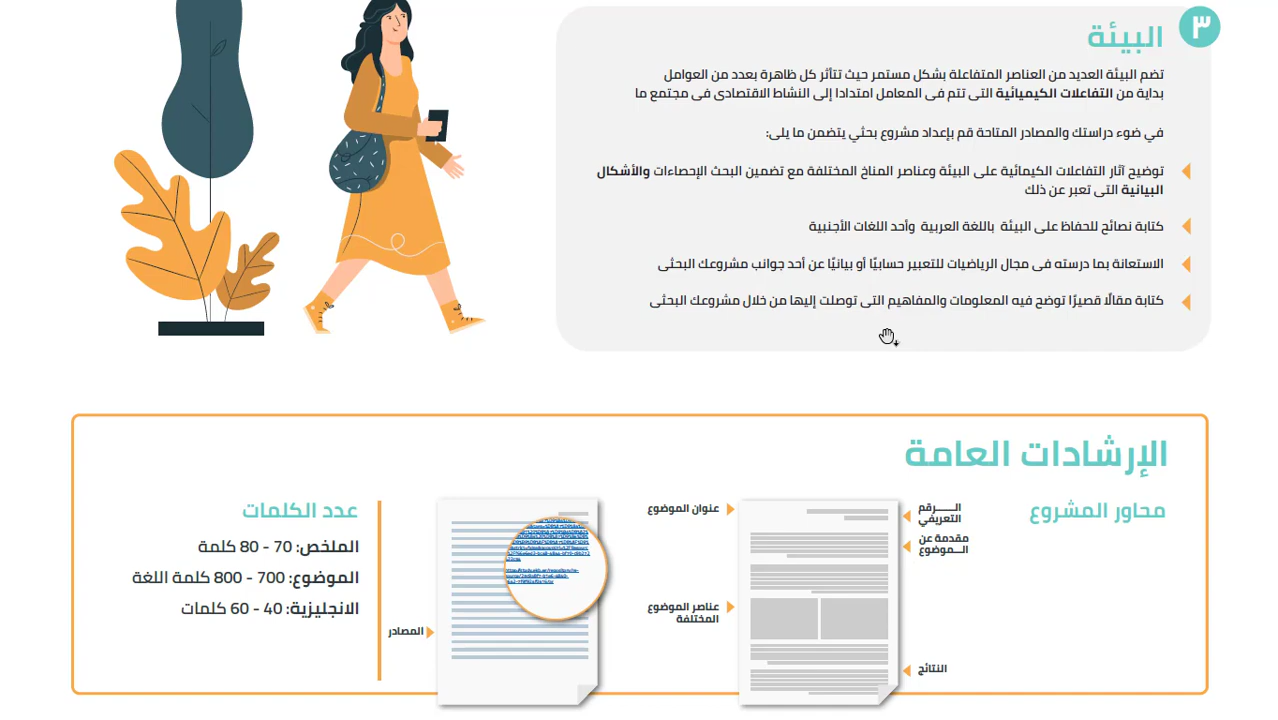 ٣
البيئة
تضم البيئة العديد من العناصر المتفاعلة بشكل مستمر حيث تتأثر كل ظاهرة بعدد من العوامل
بداية من التفاعلات الكيميائية التى تتم فى المعامل امتدادا إلى النشاط الاقتصادى فى مجتمع ما
في ضوء دراستك والمصادر المتاحة قم بإعداد مشروع بحثي يتضمن ما يلى:
توضيح آثار التفاعلات الكيمائية على البيئة وعناصر المناخ المختلفة مع تضمين البحث الإحصاءات والأشكال
البيانية التى تعبر عن ذلك
كتابة نصائح للحفاظ على البيئة باللغة العربية وأحد اللغات الأجنبية
الاستعانة بما درسته فى مجال الرياضيات للتعبير حسابيًا أو بيانيًا عن أحد جوانب مشروعك البحثى
كتابة مقالًا قصيرًا توضح فيه المعلومات والمفاهيم التى توصلت إليها من خلال مشروعك البحثى
الإرشادات العامة
محاور المشروع
الـــــرقم
التعريفي
مقدمة عن
الـــموضوع
النتائج
عنوان الموضوع
عناصر الموضوع
المختلفة
المصادر
عدد الكلمات
الملخص: 70 - 80 كلمة
الموضوع: 700 - 800 كلمة اللغة
الانجليزية: 40 - 60 كلمات